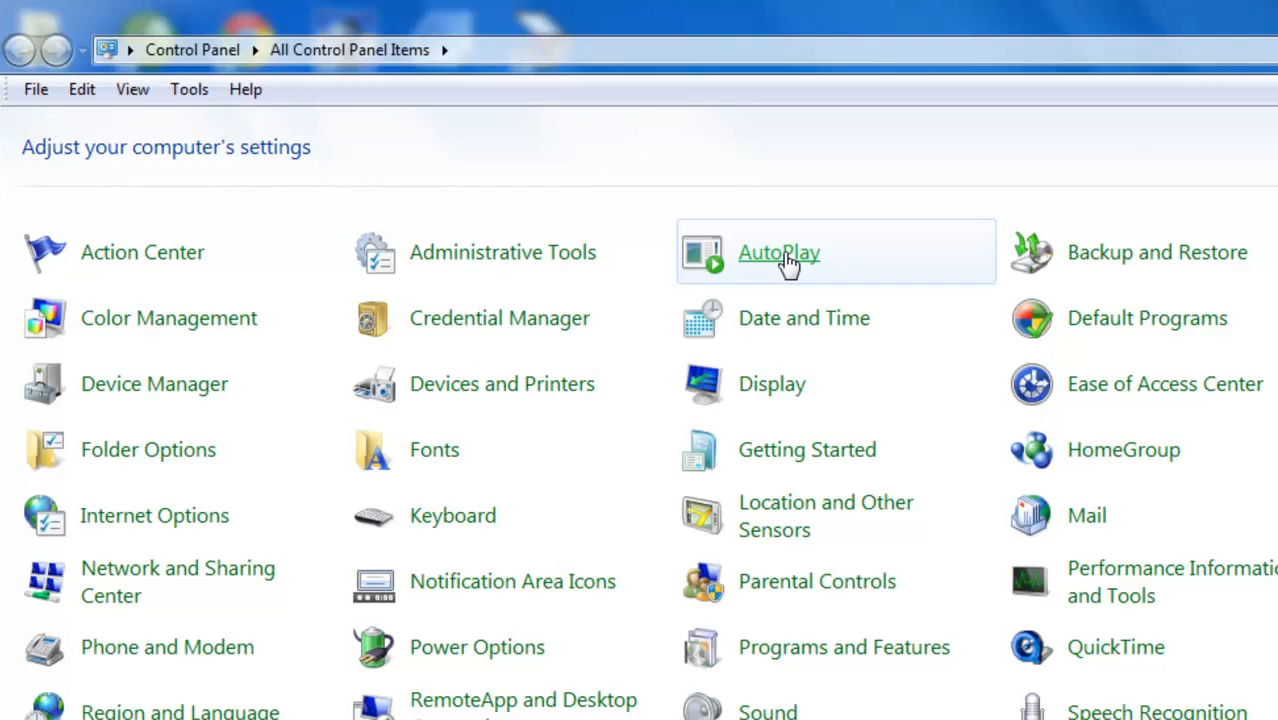 Control Panel All Control Panel Items
File Edit View Tools Help
Adjust your computer's settings
Action Center
Administrative Tools
AutoPlay
Backup and Restore
Color Management
Credential Manager
Date and Time
Default Programs
Device Manager
Devices and Printers
Display
Ease of Access Center
Folder Options
Fonts
Getting Started
HomeGroup
Internet Options
Keyboard
Location and Other
Sensors
Mail
Network and Sharing
Center
Notification Area Icons
Parental Controls
Performance Informatio
and Tools
Phone and Modem
Power Options
Programs and Features
QuickTime
Region and Language
RemoteApp and Desktop
Sound
Speech Recognition